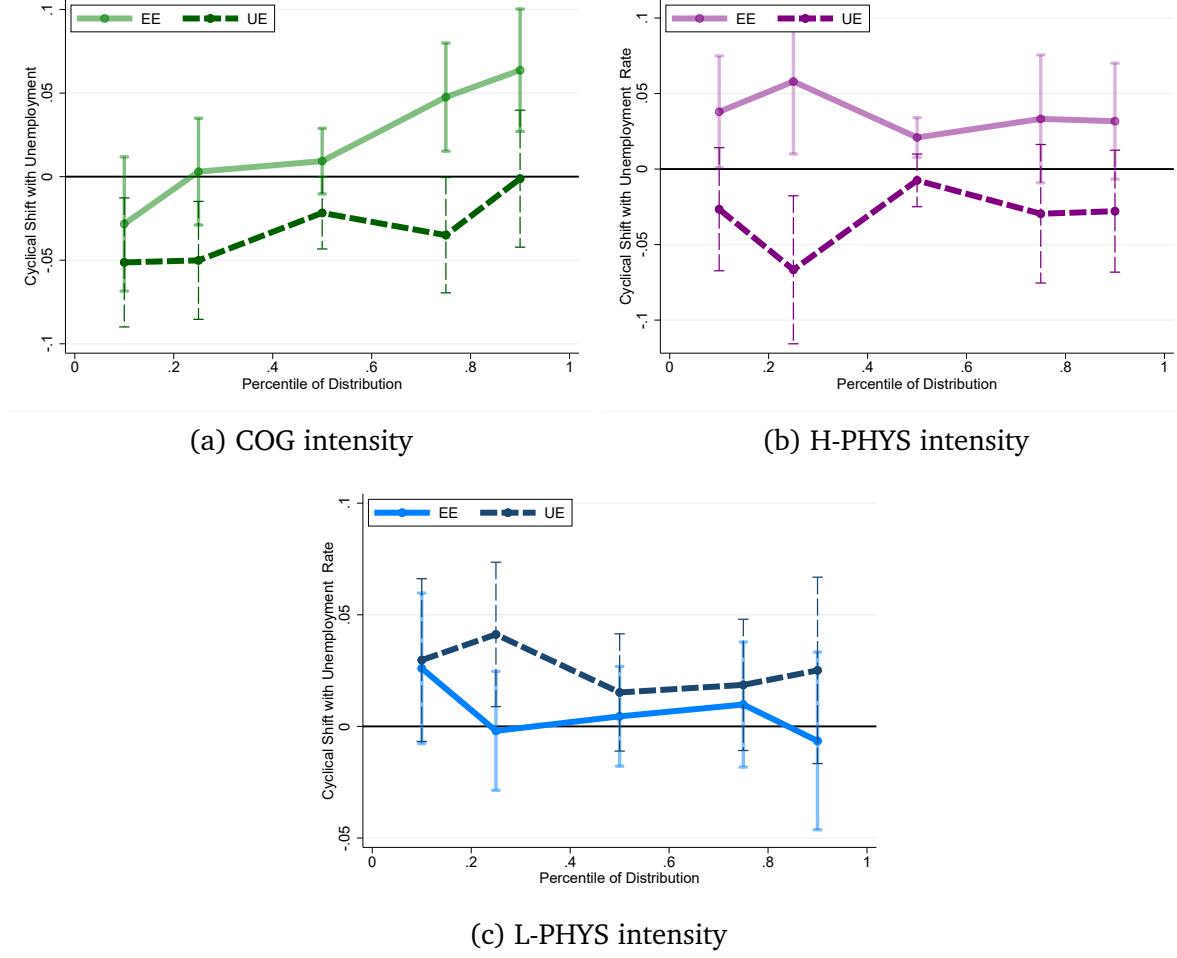 EE UE
Cyclical Shift with Unemployment
.1
.05
0
-.05
-.1
0 .2 .4 .6 .8 1
Percentile of Distribution
(a) COG intensity
EE UE
Cyclical Shift with Unemployment Rate
.1
.05
0
-.05
-.1
0 .2 .4 .6 .8 1
Percentile of Distribution
(b) H-PHYS intensity
EE UE
Cyclical Shift with Unemployment Rate
.1
.05
0
-.05
0 .2 .4 .6 .8 1
Percentile of Distribution
(c) L-PHYS intensity